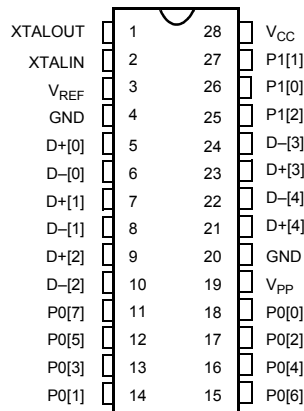 XTALOUT 1 28 VCC
XTALIN 2 27 P1[1]
VREF 3 26 P1[0]
GND 4 25 P1[2]
D+[0] 5 24 D–[3]
D–[0] 6 23 D+[3]
D+[1] 7 22 D–[4]
D–[1] 8 21 D+[4]
D+[2] 9 20 GND
D–[2] 10 19 VPP
P0[7] 11 18 P0[0]
P0[5] 12 17 P0[2]
P0[3] 13 16 P0[4]
P0[1] 14 15 P0[6]